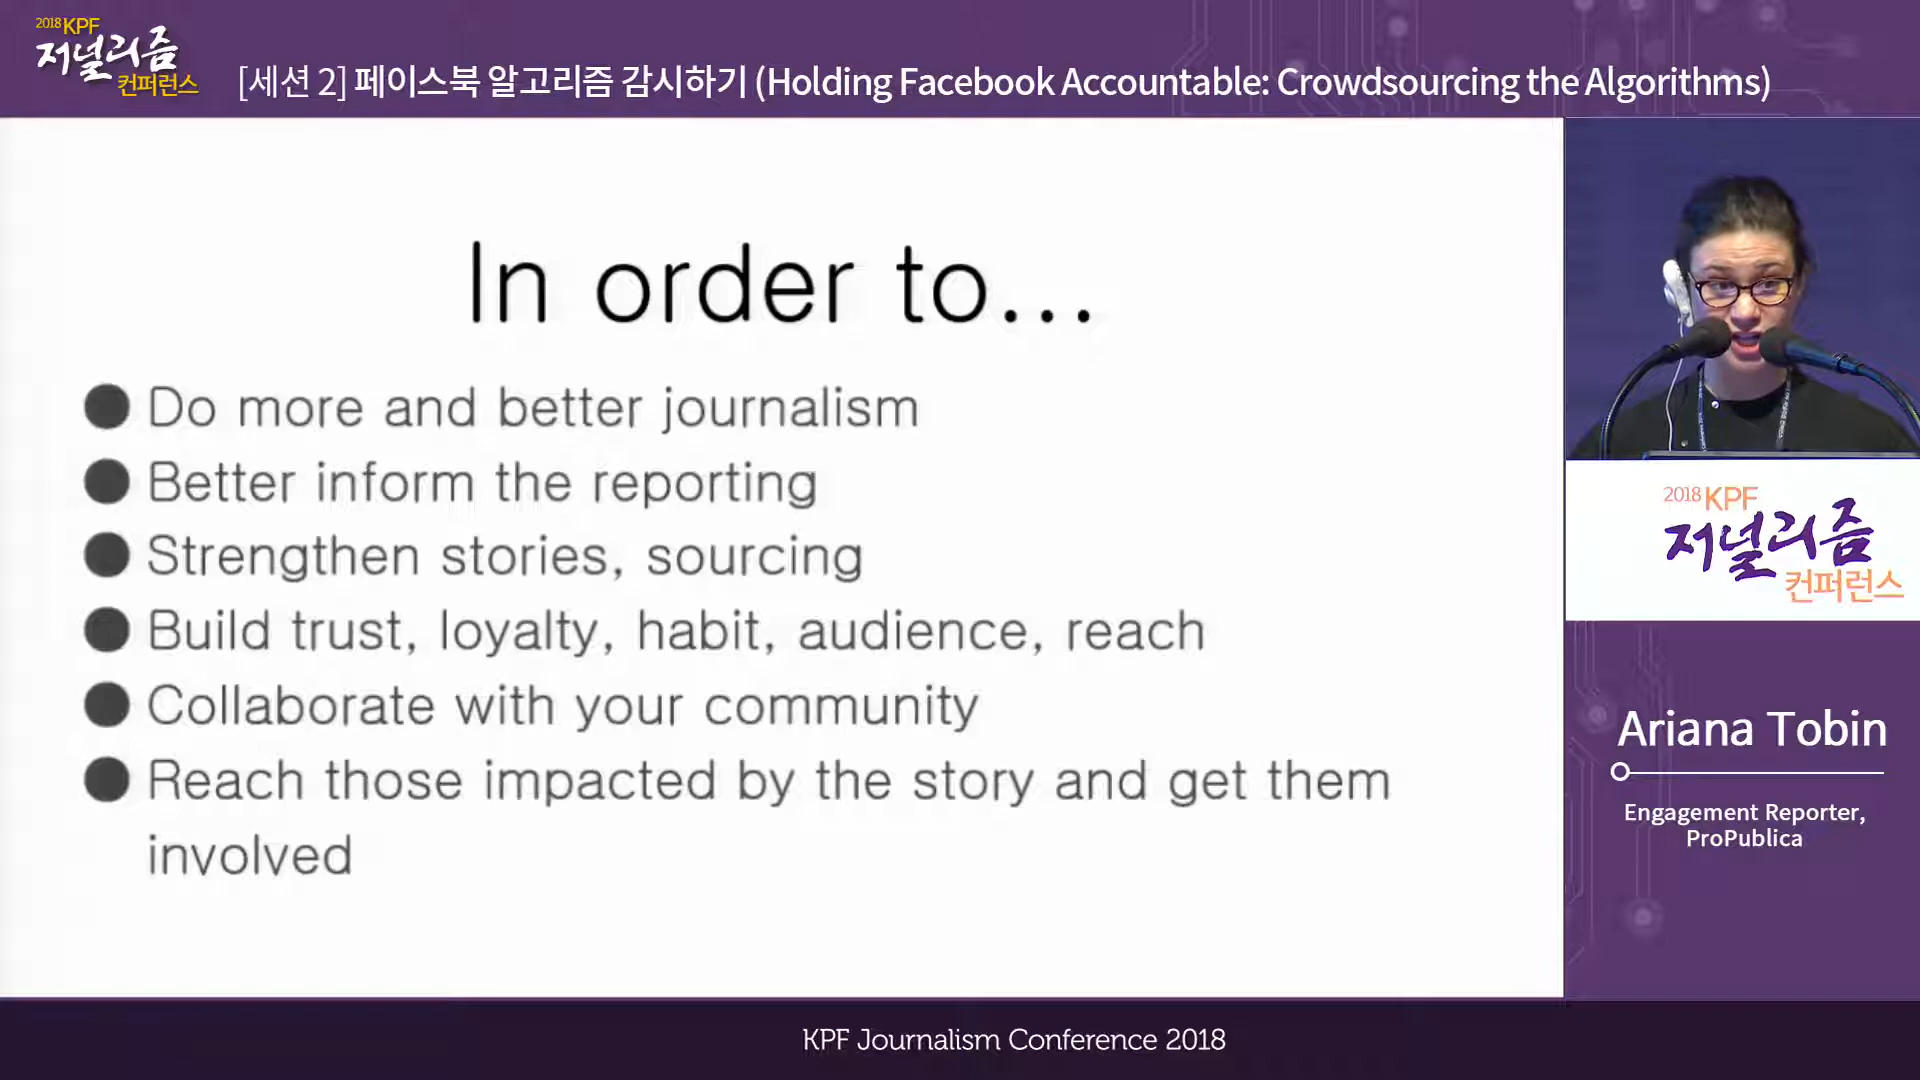 2018 KPF
저널리즘
컨퍼런스
[세션 2] 페이스북 알고리즘 감시하기 (Holding Facebook Accountable: Crowdsourcing the Algorithms)
In order to...
● Do more and better journalism
● Better inform the reporting
● Strengthen stories, sourcing
● Build trust, loyalty, habit, audience, reach
● Collaborate with your community
● Reach those impacted by the story and get them
involved
2018 KPF
저널리즘
컨퍼런스
Ariana Tobin
Engagement Reporter,
ProPublica
KPF Journalism Conference 2018